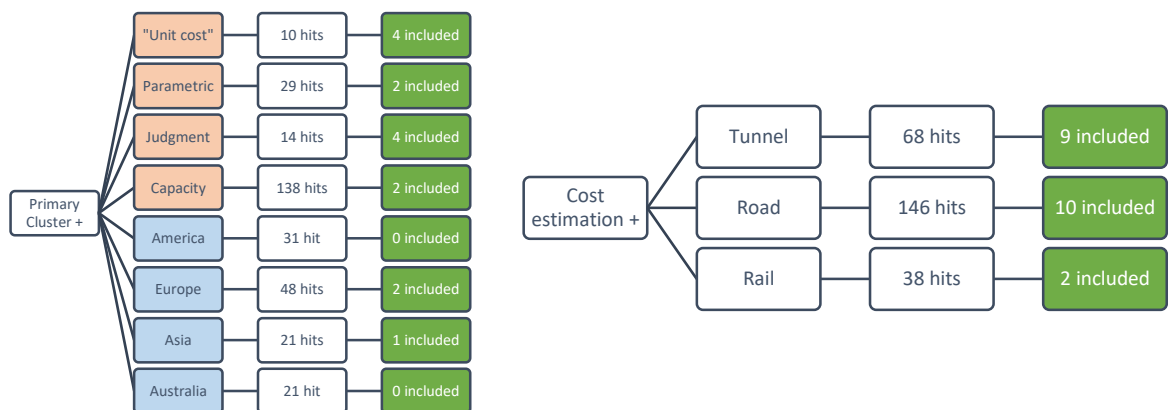 Primary
Cluster +
"Unit cost"
10 hits
4 included
Parametric
29 hits
2 included
Judgment
14 hits
4 included
Capacity
138 hits
2 included
America
31 hit
0 included
Europe
48 hits
2 included
Asia
21 hits
1 included
Australia
21 hit
0 included
Cost
estimation +
Tunnel
68 hits
9 included
Road
146 hits
10 included
Rail
38 hits
2 included